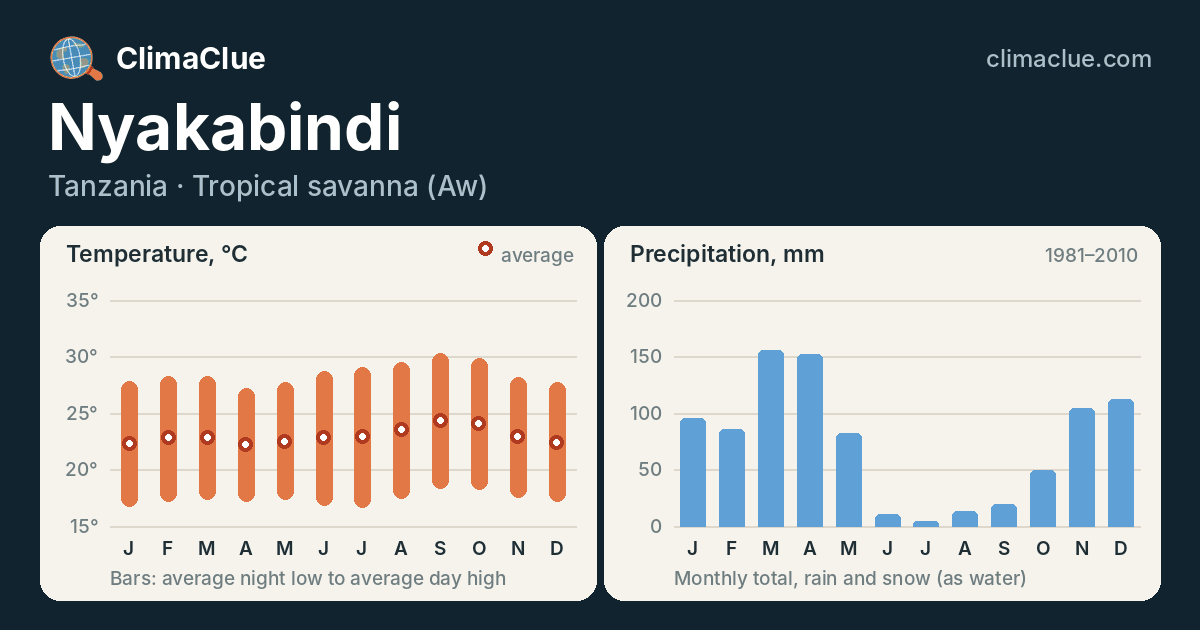 ClimaClue
climaclue.com
Nyakabindi
Tanzania · Tropical savanna (Aw)
Temperature, °C
average
35°
30°
25°
20°
15°
J F M A M J J A S O N D
Bars: average night low to average day high
Precipitation, mm
1981–2010
200
150
100
50
0
J F M A M J J A S O N D
Monthly total, rain and snow (as water)